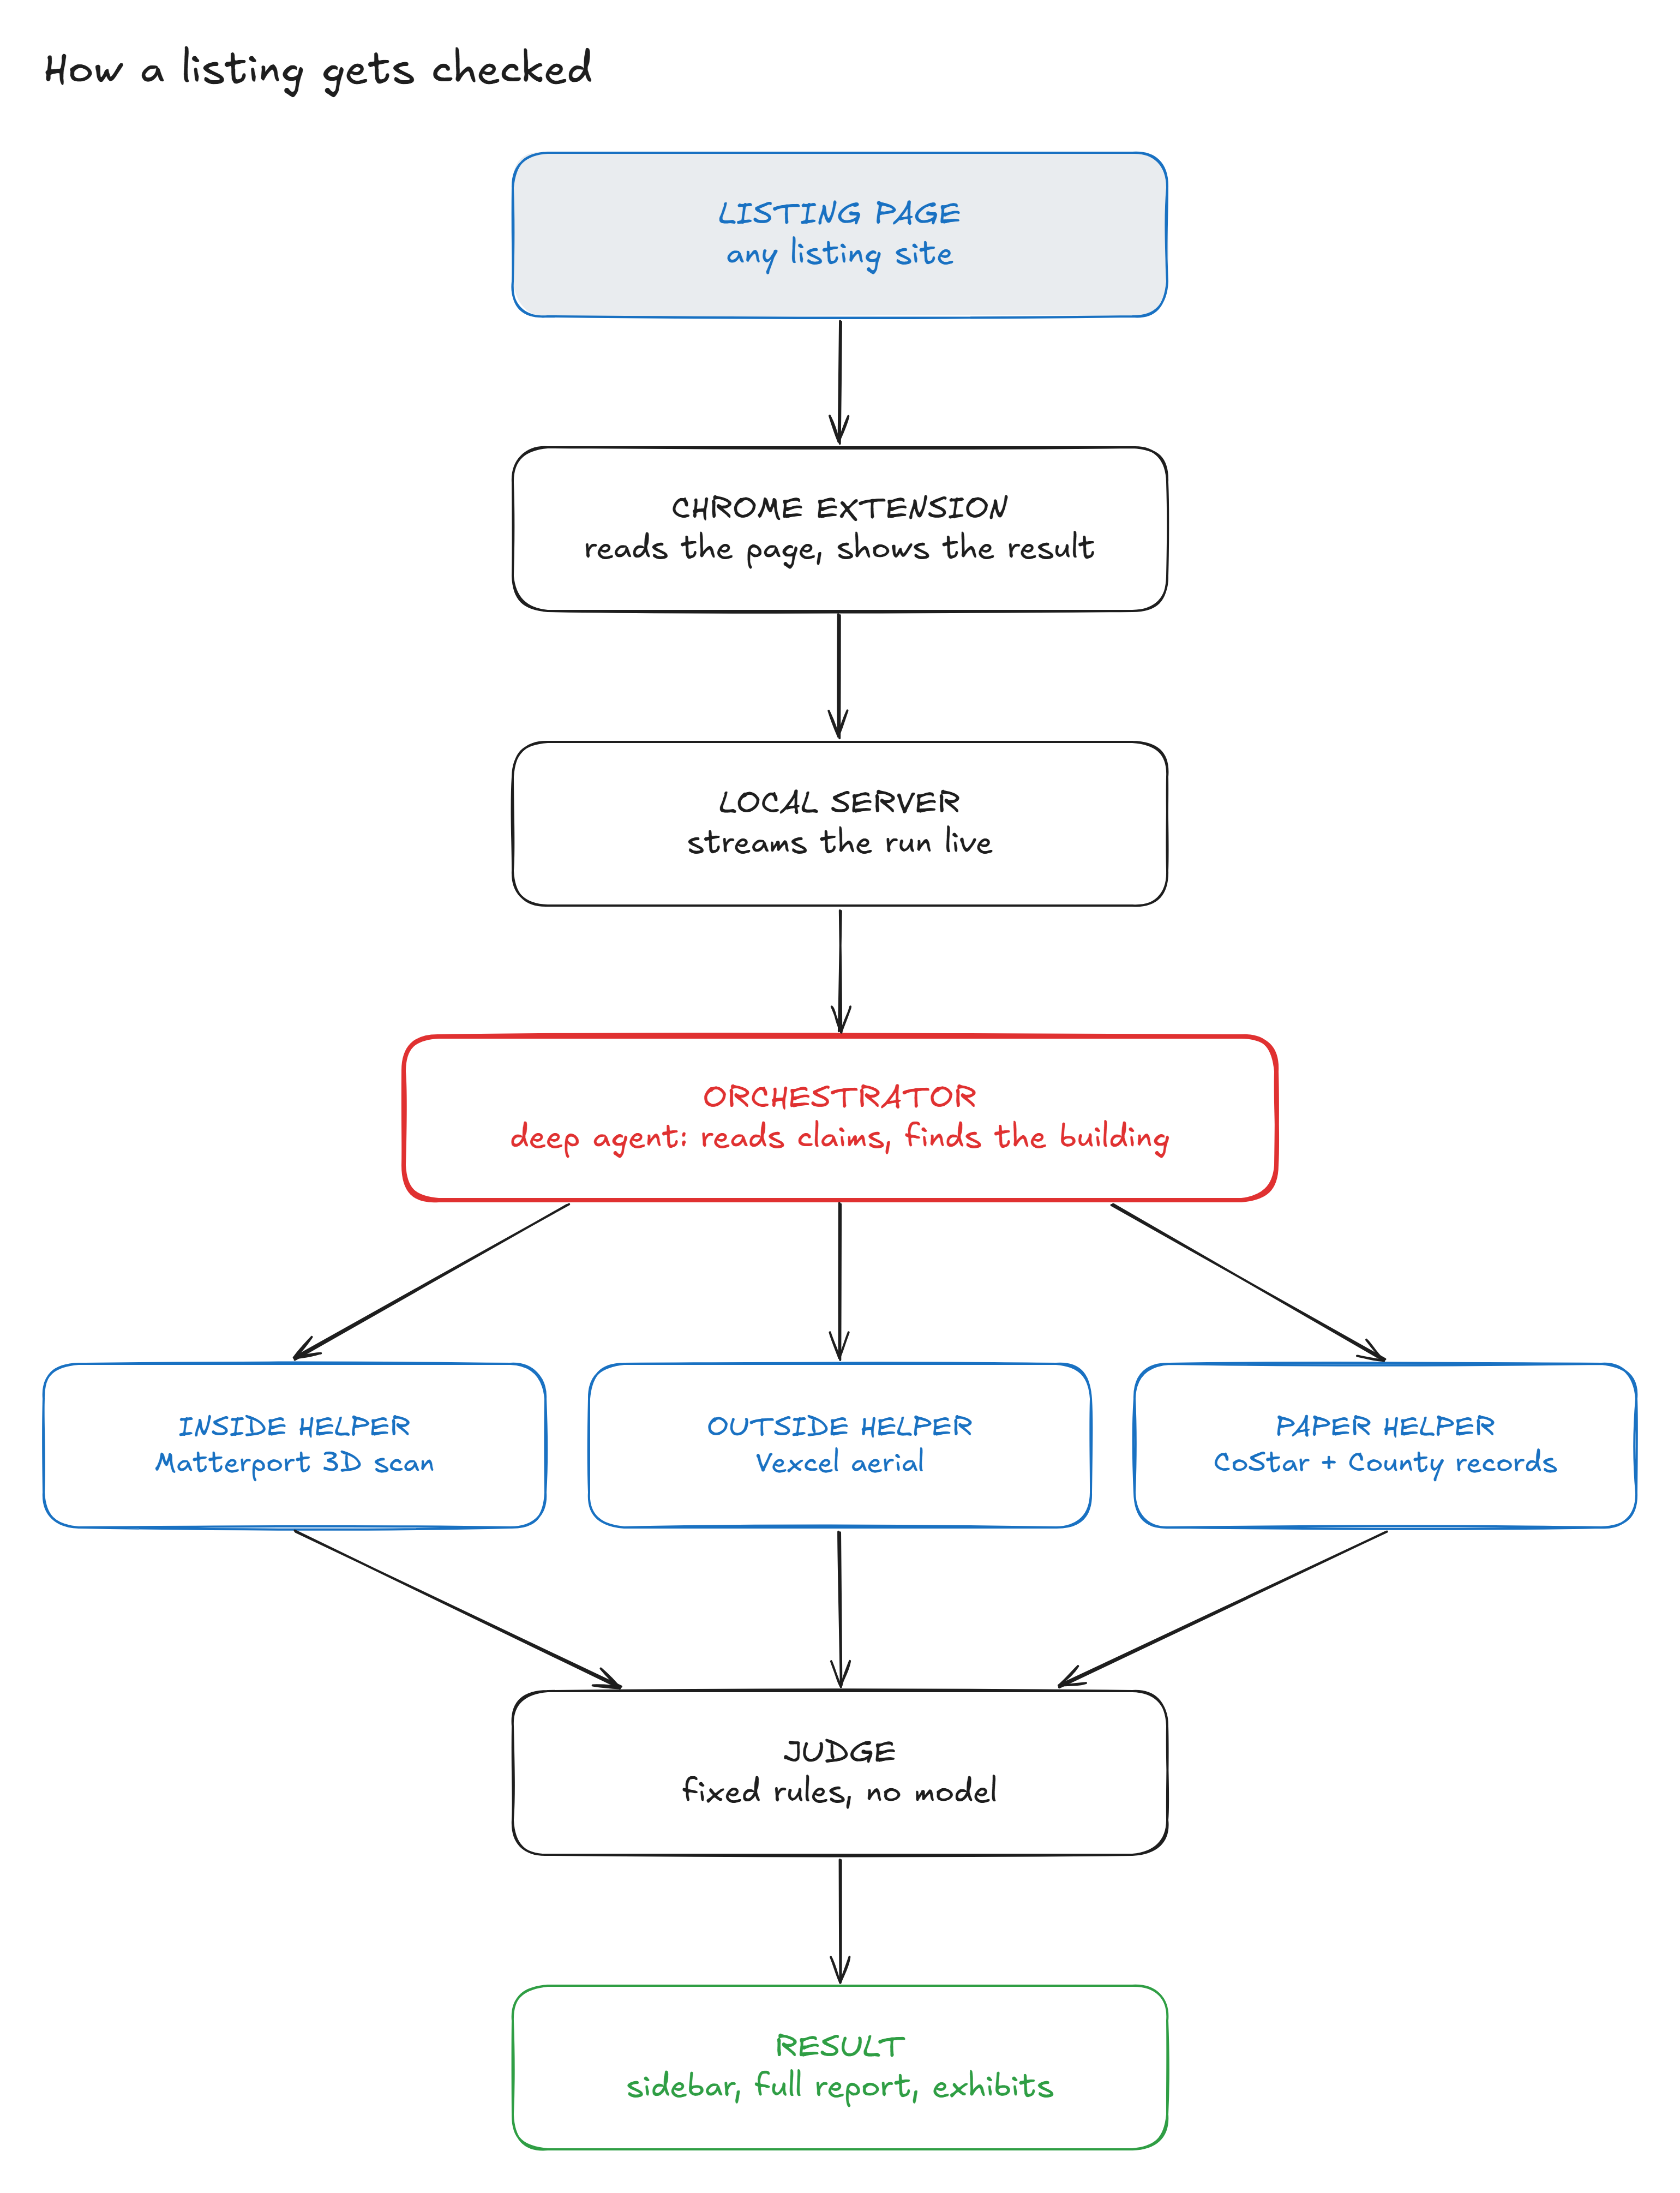 How a listing gets checked
LISTING PAGE
any listing site
CHROME EXTENSION
reads the page, shows the result
LOCAL SERVER
streams the run live
ORCHESTRATOR
deep agent: reads claims, finds the building
INSIDE HELPER
Matterport 3D scan
OUTSIDE HELPER
Vexcel aerial
PAPER HELPER
CoStar + County records
JUDGE
fixed rules, no model
RESULT
sidebar, full report, exhibits